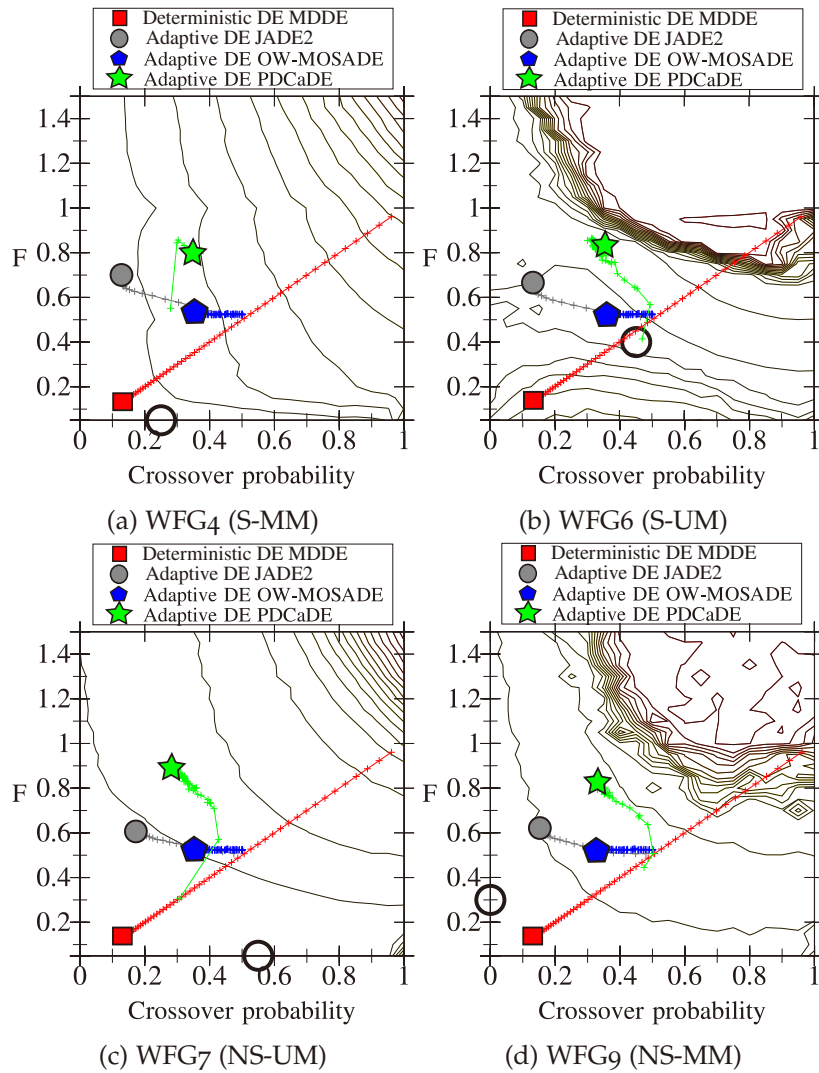 Deterministic DE MDDE
Adaptive DE JADE2
Adaptive DE OW-MOSADE
Adaptive DE PDCaDE
1.4
1.2
1
0.8
0.6
0.4
0.2
F
0 0.2 0.4 0.6 0.8 1
Crossover probability
(a) WFG4 (S-MM)
Deterministic DE MDDE
Adaptive DE JADE2
Adaptive DE OW-MOSADE
Adaptive DE PDCaDE
1.4
1.2
1
0.8
0.6
0.4
0.2
F
0 0.2 0.4 0.6 0.8 1
Crossover probability
(b) WFG6 (S-UM)
Deterministic DE MDDE
Adaptive DE JADE2
Adaptive DE OW-MOSADE
Adaptive DE PDCaDE
1.4
1.2
1
0.8
0.6
0.4
0.2
F
0 0.2 0.4 0.6 0.8 1
Crossover probability
(c) WFG7 (NS-UM)
Deterministic DE MDDE
Adaptive DE JADE2
Adaptive DE OW-MOSADE
Adaptive DE PDCaDE
1.4
1.2
1
0.8
0.6
0.4
0.2
F
0 0.2 0.4 0.6 0.8 1
Crossover probability
(d) WFG9 (NS-MM)